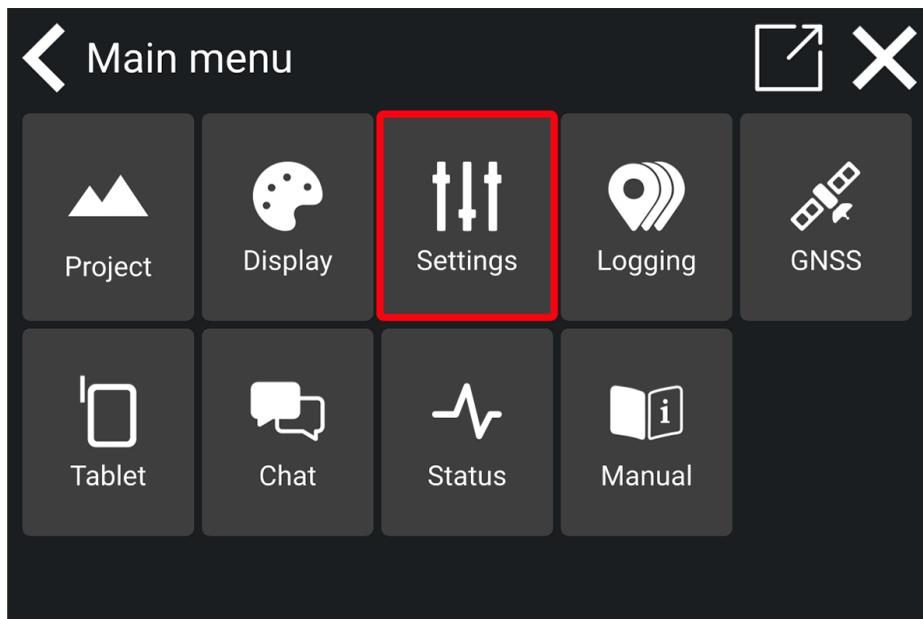 Main menu
Project
Display
Settings
Logging
GNSS
Tablet
Chat
Status
i
Manual